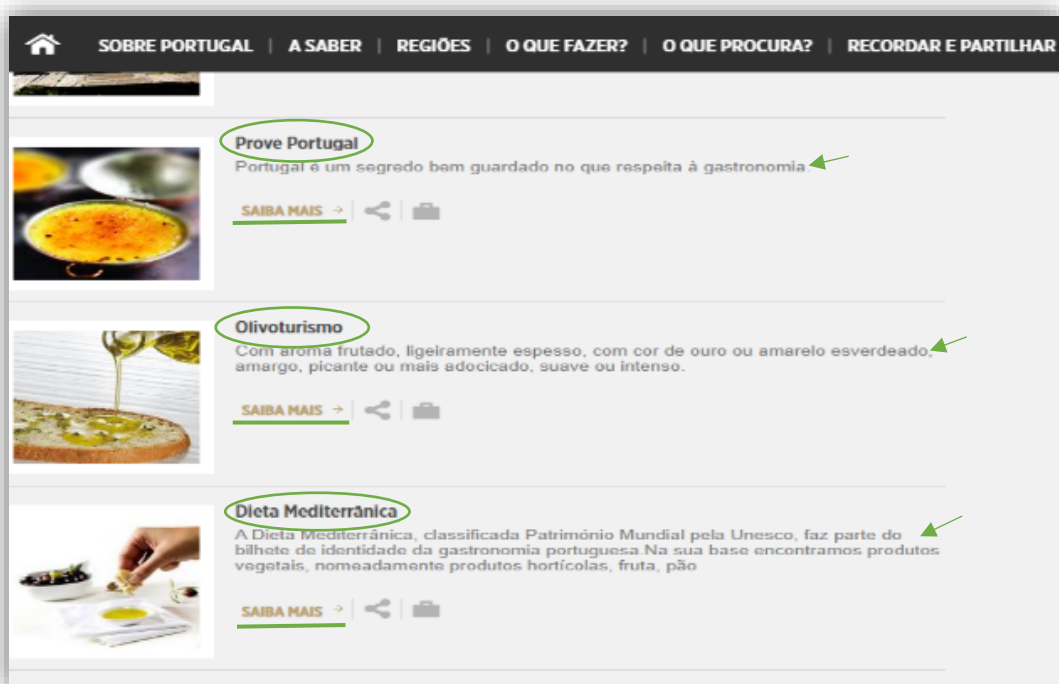 SOBRE PORTUGAL | A SABER | REGIÕES | O QUE FAZER? | O QUE PROCURA? | RECORDAR E PARTILHAR
Prove Portugal
Portugal é um segredo bem guardado no que respeita à gastronomia.
SAIBA MAIS
Olivoturismo
Com aroma frutado, ligeiramente espesso, com cor de ouro ou amarelo esverdeado,
amargo, picante ou mais adocicado, suave ou intenso.
SAIBA MAIS
Dieta Mediterrânica
A Dieta Mediterrânica, classificada Património Mundial pela Unesco, faz parte do
bilhete de identidade da gastronomia portuguesa.Na sua base encontramos produtos
vegetais, nomeadamente produtos hortícolas, fruta, pão
SAIBA MAIS